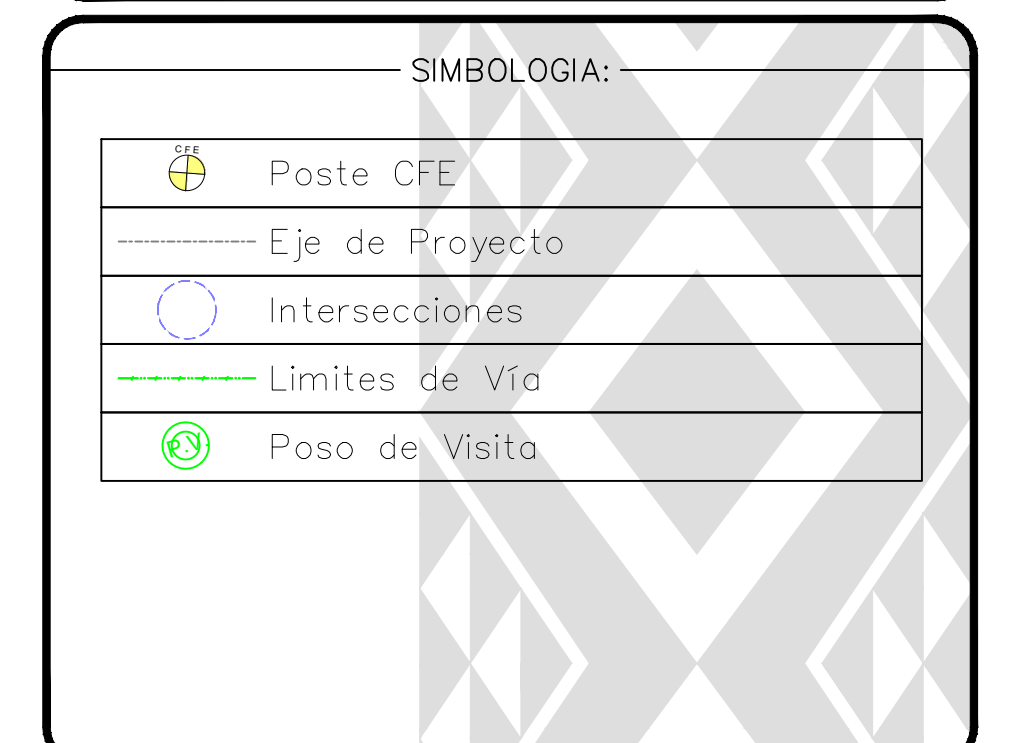 SIMBOLOGIA:
CFE
Poste CFE
Eje de Proyecto
Intersecciones
Limites de Vía
P.V.
Poso de Visita